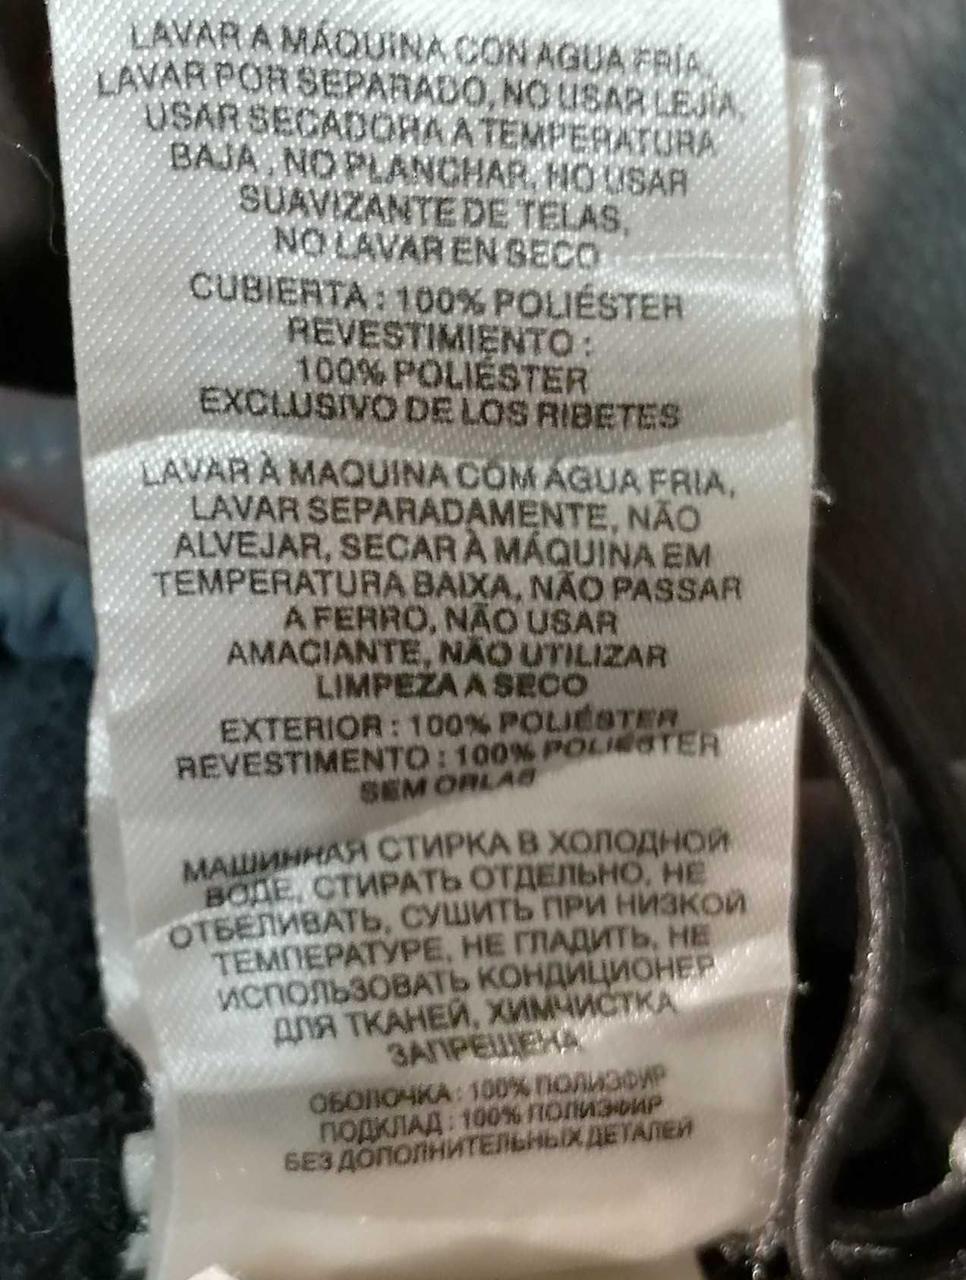 LAVAR A MÁQUINA CON AGUA FRÍA,
LAVAR POR SEPARADO, NO USAR LEJÍA,
USAR SECADORA A TEMPERATURA
BAJA, NO PLANCHAR, NO USAR
SUAVIZANTE DE TELAS,
NO LAVAR EN SECO
CUBIERTA : 100% POLIÉSTER
REVESTIMIENTO :
100% POLIÉSTER
EXCLUSIVO DE LOS RIBETES
LAVAR À MAQUINA COM ÁGUA FRIA,
LAVAR SEPARADAMENTE, NÃO
ALVEJAR, SECAR À MÁQUINA EM
TEMPERATURA BAIXA, NÃO PASSAR
A FERRO, NÃO USAR
AMACIANTE, NÃO UTILIZAR
LIMPEZA A SECO
EXTERIOR : 100% POLIÉSTER
REVESTIMENTO : 100% POLIÉSTER
SEM ORLAS
МАШИННАЯ СТИРКА В ХОЛОДНОЙ
ВОДЕ, СТИРАТЬ ОТДЕЛЬНО, НЕ
ОТБЕЛИВАТЬ, СУШИТЬ ПРИ НИЗКОЙ
ТЕМПЕРАТУРЕ, НЕ ГЛАДИТЬ, НЕ
ИСПОЛЬЗОВАТЬ КОНДИЦИОНЕР
ДЛЯ ТКАНЕЙ, ХИМЧИСТКА
ЗАПРЕЩЕНА
ОБОЛОЧКА : 100% ПОЛИЭФИР
ПОДКЛАД : 100% ПОЛИЭФИР
БЕЗ ДОПОЛНИТЕЛЬНЫХ ДЕТАЛЕЙ